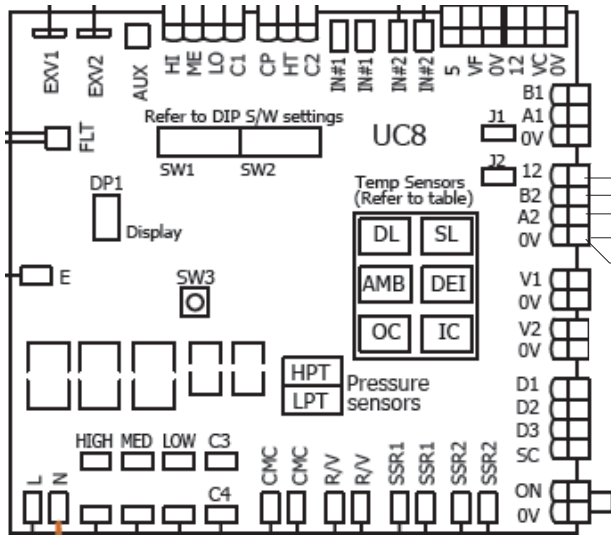 EXV1
EXV2
AUX
HI
ME
LO
C1
CP
HT
C2
IN#1
IN#1
IN#2
IN#2
5
VF
0V
12
VC
0V
B1
A1
0V
J1
FLT
Refer to DIP S/W settings
UC8
SW1
SW2
J2
12
B2
A2
0V
DP1
Display
Temp Sensors
(Refer to table)
DL
SL
AMB
DEI
OC
IC
E
SW3
V1
0V
V2
0V
HPT
LPT
Pressure
sensors
D1
D2
D3
SC
HIGH
MED
LOW
C3
C4
L
N
CMC
CMC
R/V
R/V
SSR1
SSR1
SSR2
SSR2
ON
0V